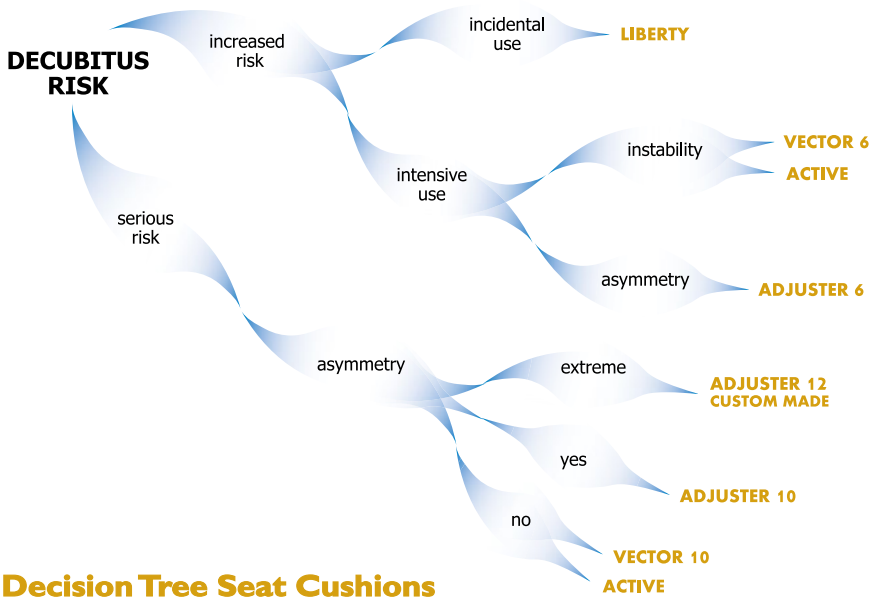 DECUBITUS
RISK
increased
risk
incidental
use
LIBERTY
intensive
use
instability
VECTOR 6
ACTIVE
asymmetry
ADJUSTER 6
serious
risk
asymmetry
extreme
ADJUSTER 12
CUSTOM MADE
yes
ADJUSTER 10
no
VECTOR 10
ACTIVE
Decision Tree Seat Cushions